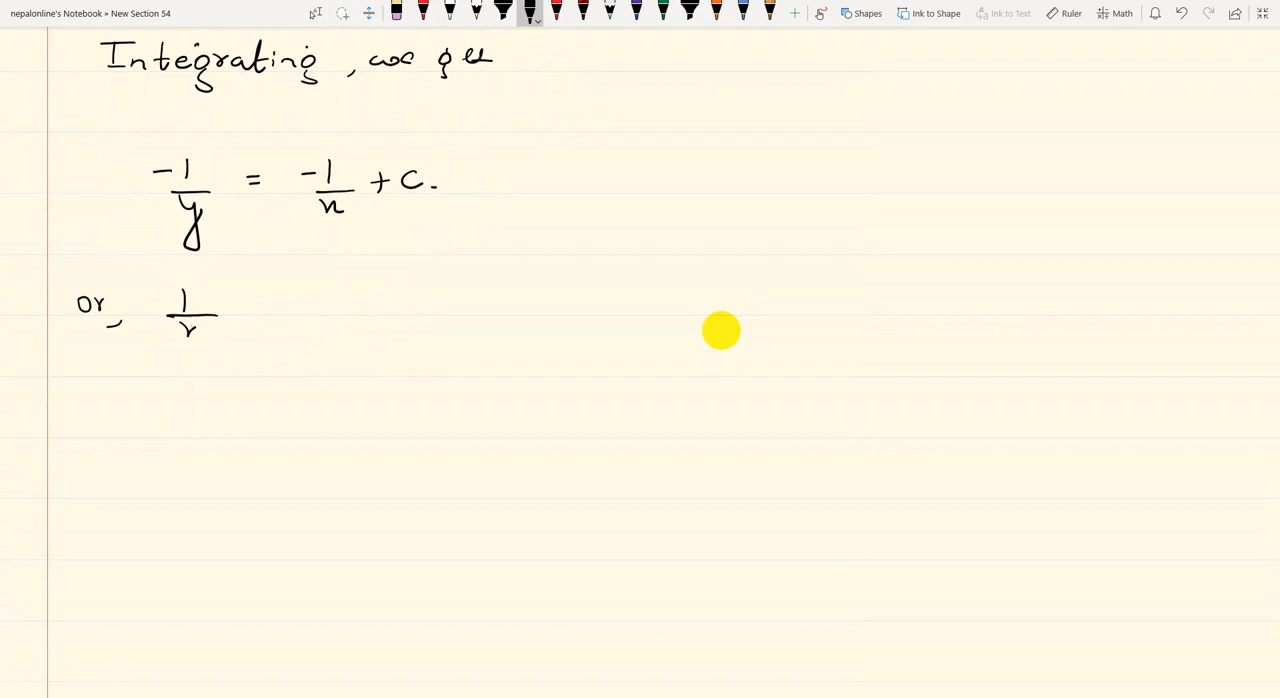 nepalonline's Notebook » New Section 54
Shapes Ink to Shape Ink to Text Ruler Math
Integrating, we get
-1/y = -1/x + C.
Or, 1/x